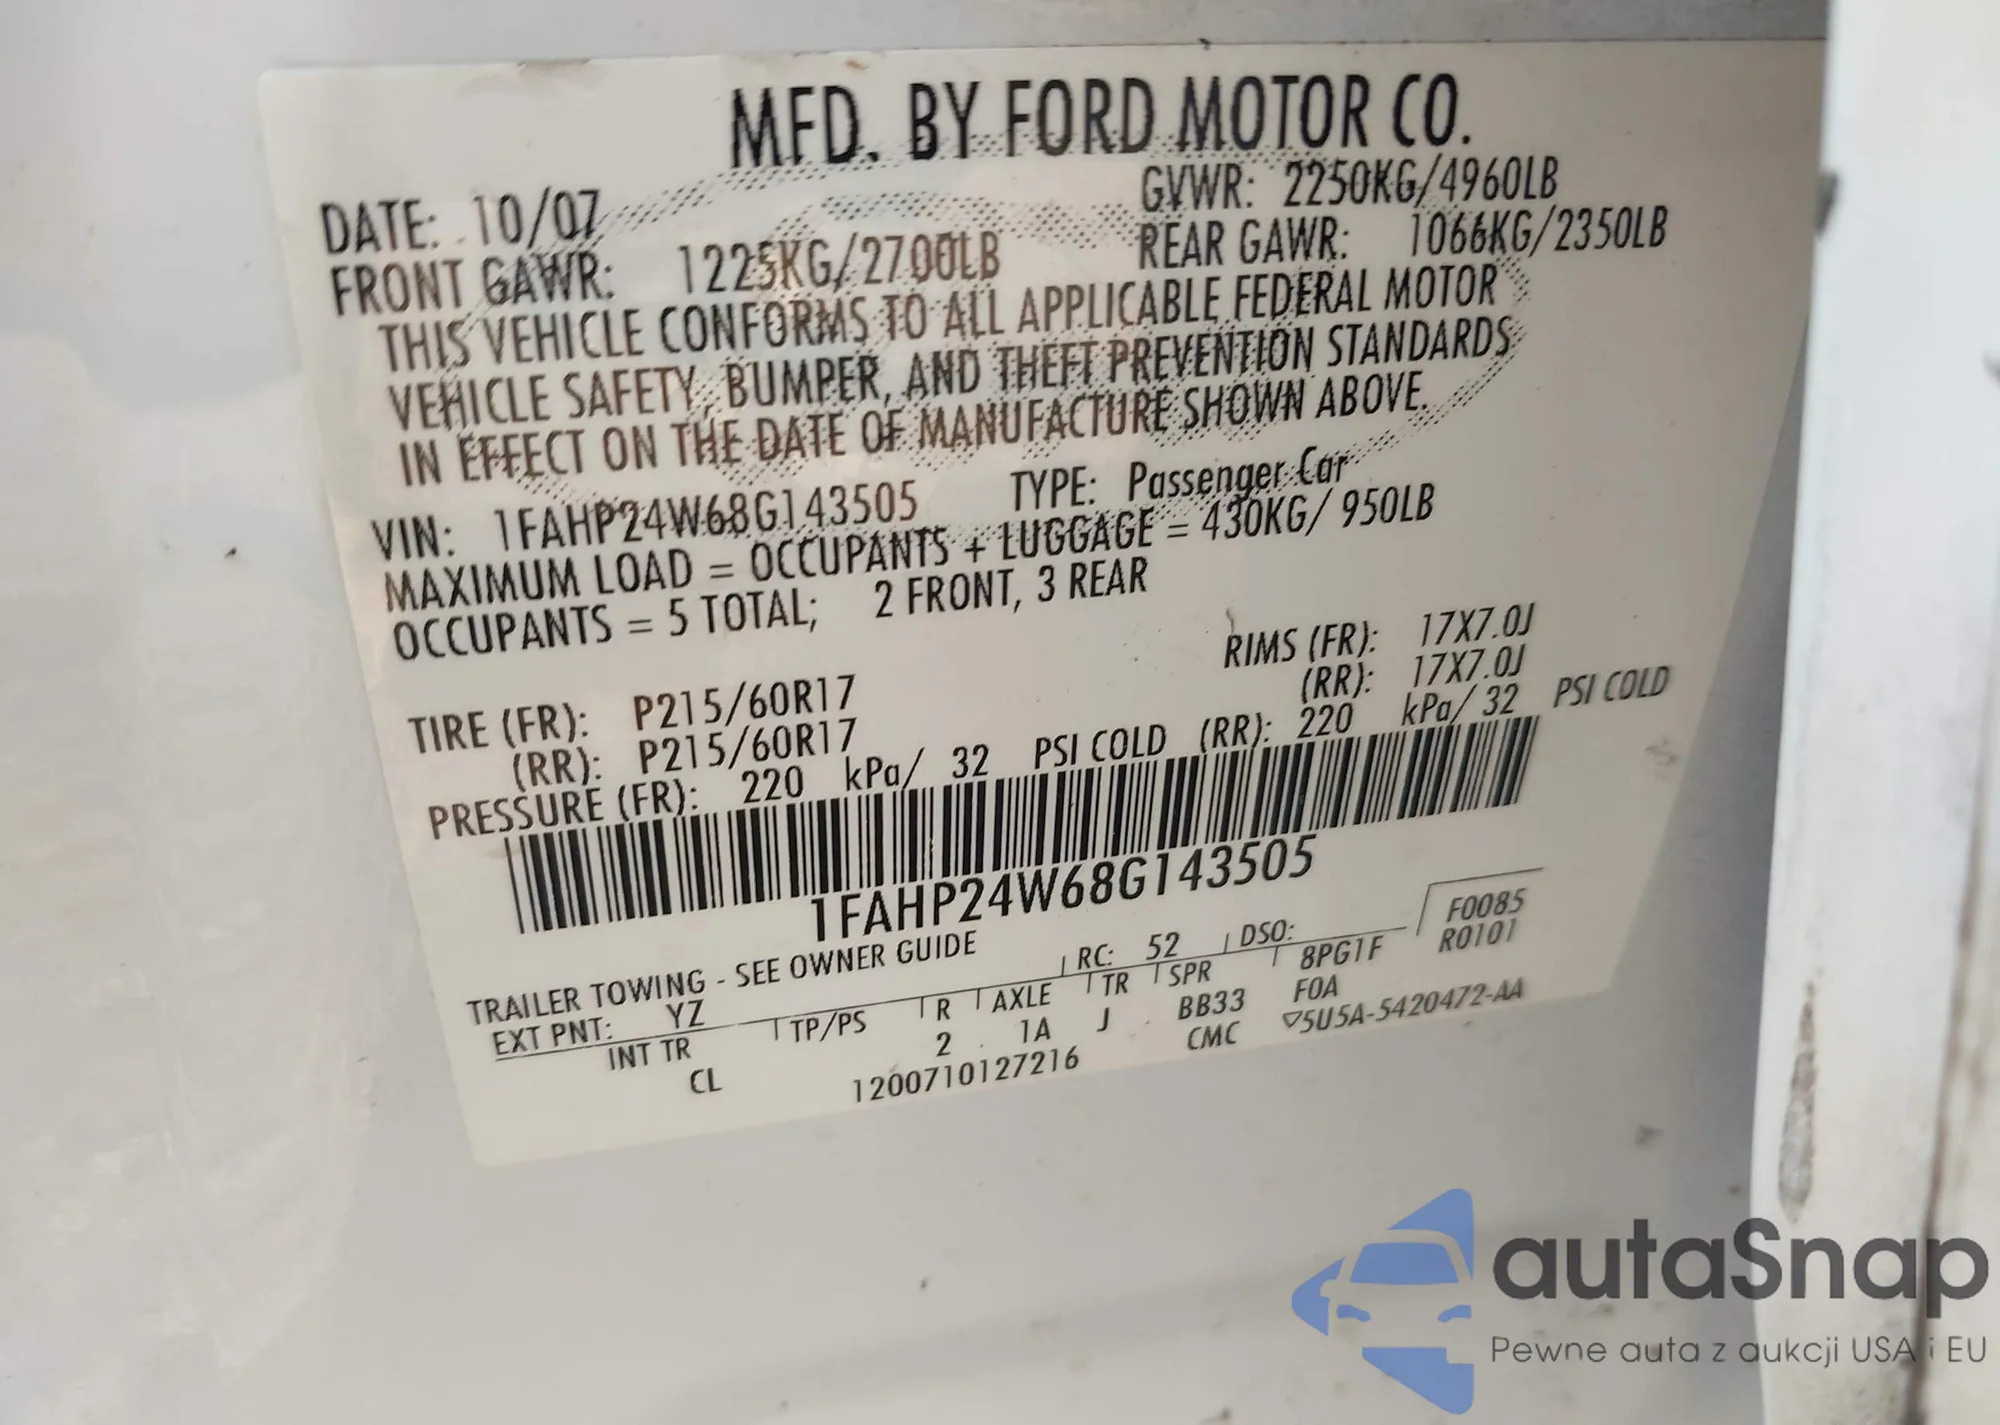 MFD. BY FORD MOTOR CO.
DATE: 10/07 GVWR: 2250KG/4960LB
FRONT GAWR: 1225KG/2700LB REAR GAWR: 1066KG/2350LB
THIS VEHICLE CONFORMS TO ALL APPLICABLE FEDERAL MOTOR
VEHICLE SAFETY, BUMPER, AND THEFT PREVENTION STANDARDS
IN EFFECT ON THE DATE OF MANUFACTURE SHOWN ABOVE.
VIN: 1FAHP24W68G143505 TYPE: Passenger Car
MAXIMUM LOAD = OCCUPANTS + LUGGAGE = 430KG/ 950LB
OCCUPANTS = 5 TOTAL; 2 FRONT, 3 REAR
TIRE (FR): P215/60R17 RIMS (FR): 17X7.0J
(RR): P215/60R17 (RR): 17X7.0J
PRESSURE (FR): 220 kPa/ 32 PSI COLD (RR): 220 kPa/ 32 PSI COLD
1FAHP24W68G143505
TRAILER TOWING - SEE OWNER GUIDE
F0085
EXT PNT: YZ RC: 52 DSO: R0101
INT TR TP/PS R AXLE TR SPR 8PG1F
CL 2 1A J BB33 F0A
1200710127216 CMC ▽5U5A-5420472-AA
autaSnap
Pewne auta z aukcji USA i EU